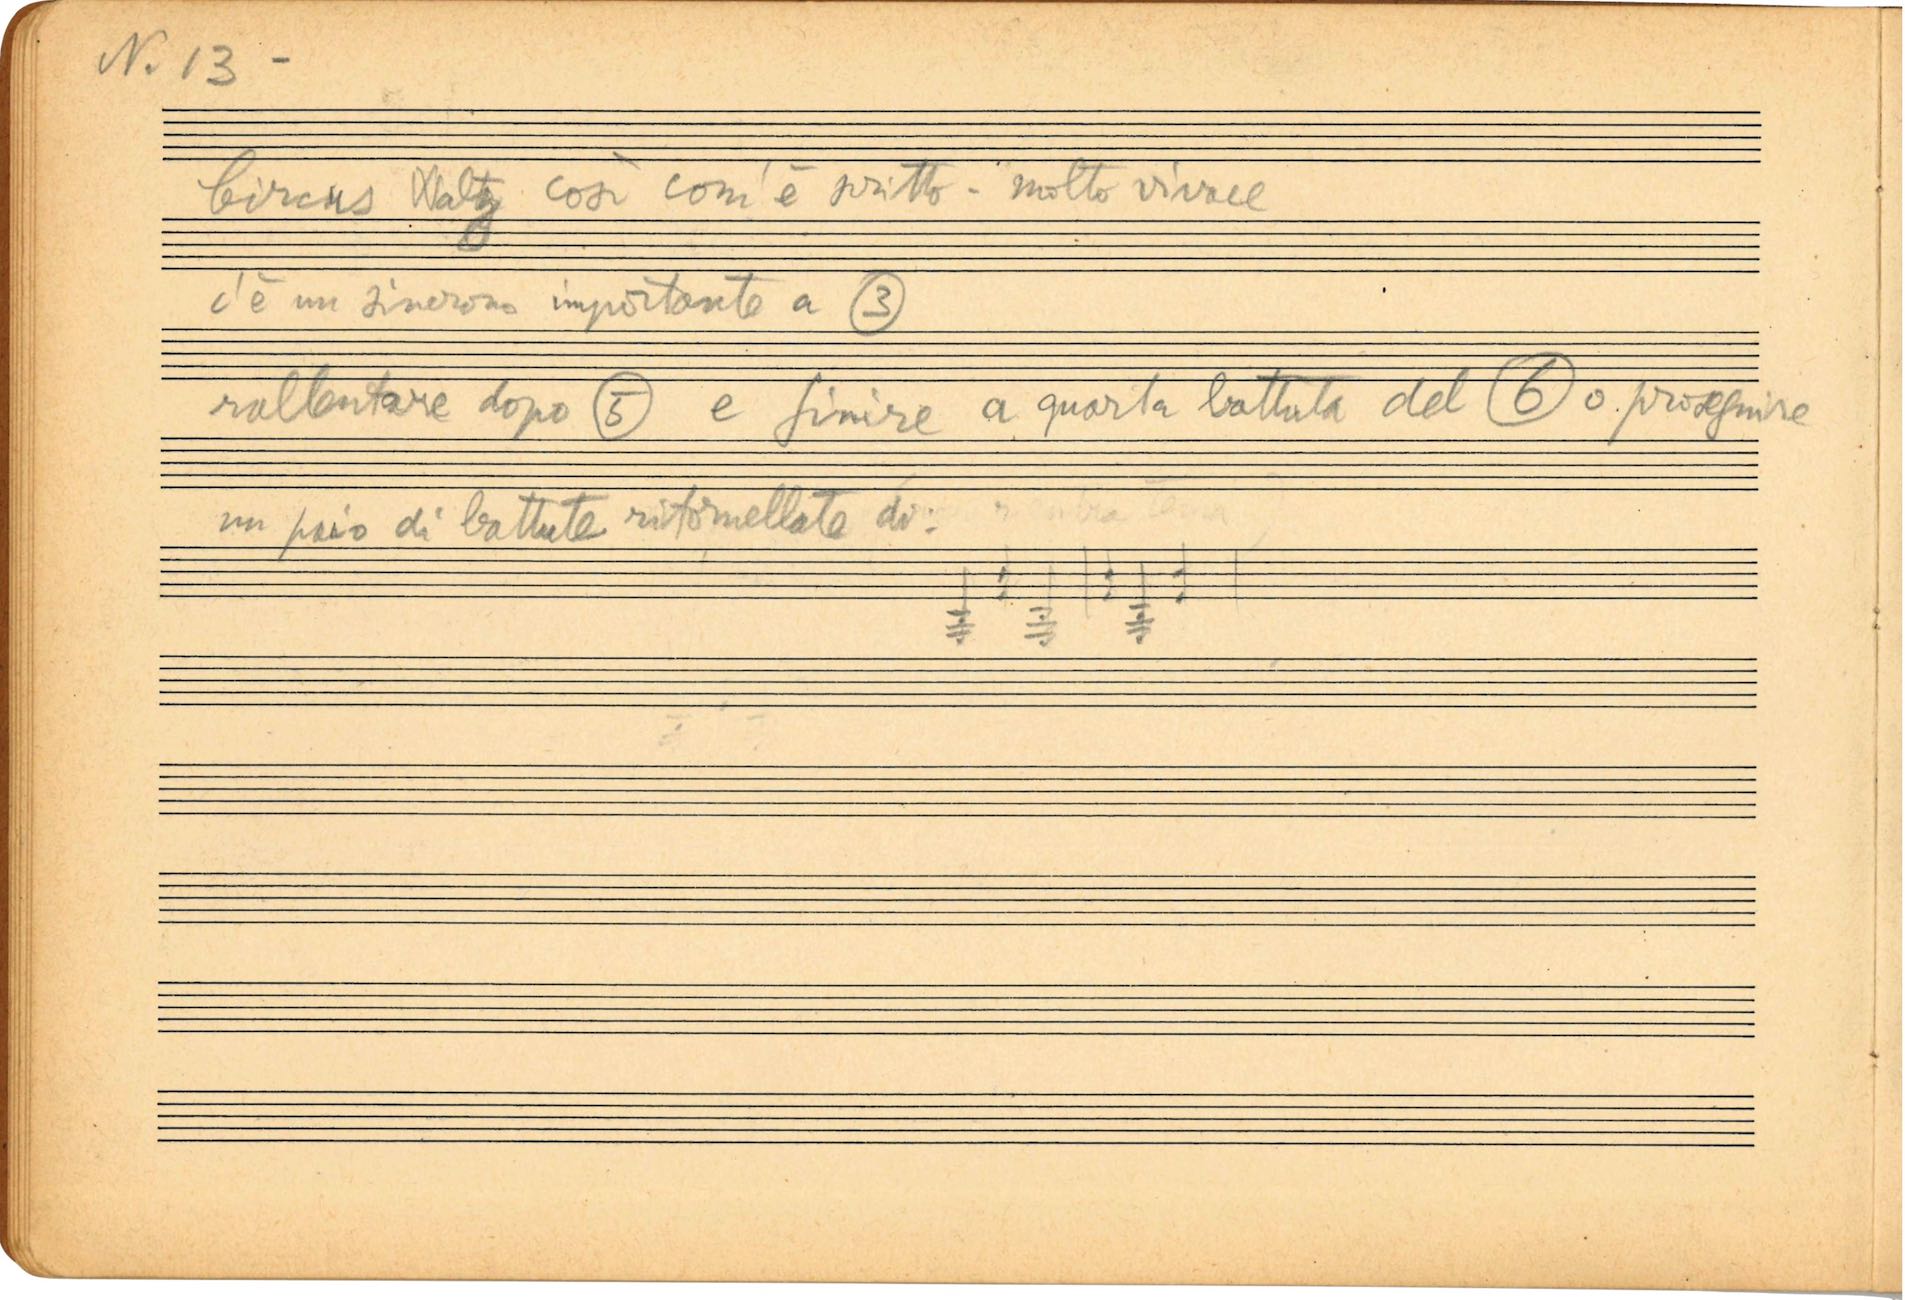 N. 13 -
Circus Waltz così com'è scritto - molto vivace
c'è un sincrono importante a 3
rallentare dopo 5 e finire a quarta battuta del 6 o proseguire
un paio di battute ritornellate di: